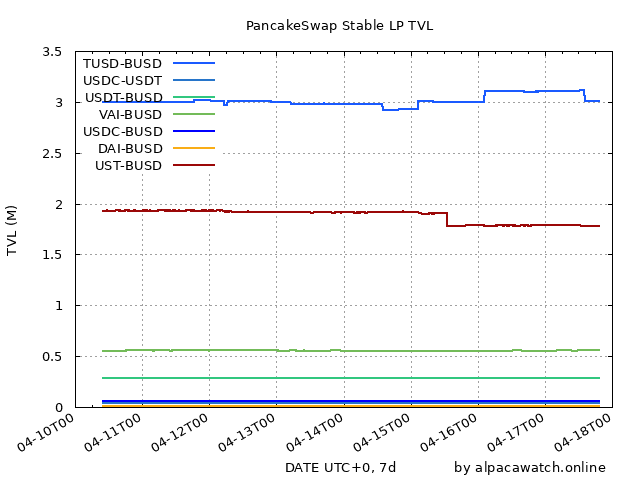 PancakeSwap Stable LP TVL
TVL (M)
3.5
3
2.5
2
1.5
1
0.5
0
TUSD-BUSD
USDC-USDT
USDT-BUSD
VAI-BUSD
USDC-BUSD
DAI-BUSD
UST-BUSD
04-10T00
04-11T00
04-12T00
04-13T00
04-14T00
04-15T00
04-16T00
04-17T00
04-18T00
DATE UTC+0, 7d
by alpacawatch.online